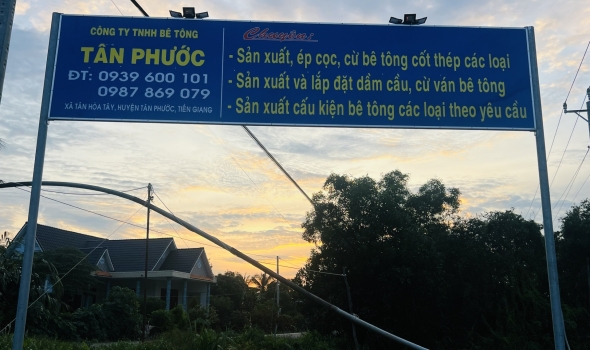 CÔNG TY TNHH BÊ TÔNG
TÂN PHƯỚC
ĐT: 0939 600 101
0987 869 079
XÃ TÂN HÒA TÂY, HUYỆN TÂN PHƯỚC, TIỀN GIANG
Chuyên:
- Sản xuất, ép cọc, cừ bê tông cốt thép các loại
- Sản xuất và lắp đặt dầm cầu, cừ ván bê tông
- Sản xuất cấu kiện bê tông các loại theo yêu cầu